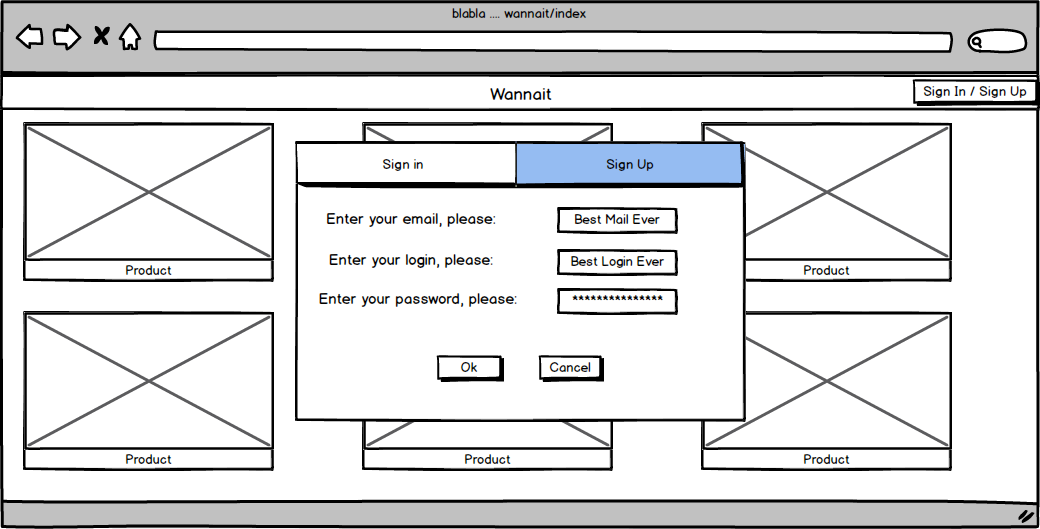 blabla .... wannait/index
Wannait
Sign In / Sign Up
Sign in
Sign Up
Enter your email, please:
Best Mail Ever
Enter your login, please:
Best Login Ever
Enter your password, please:
***************
Ok
Cancel
Product
Product
Product
Product
Product